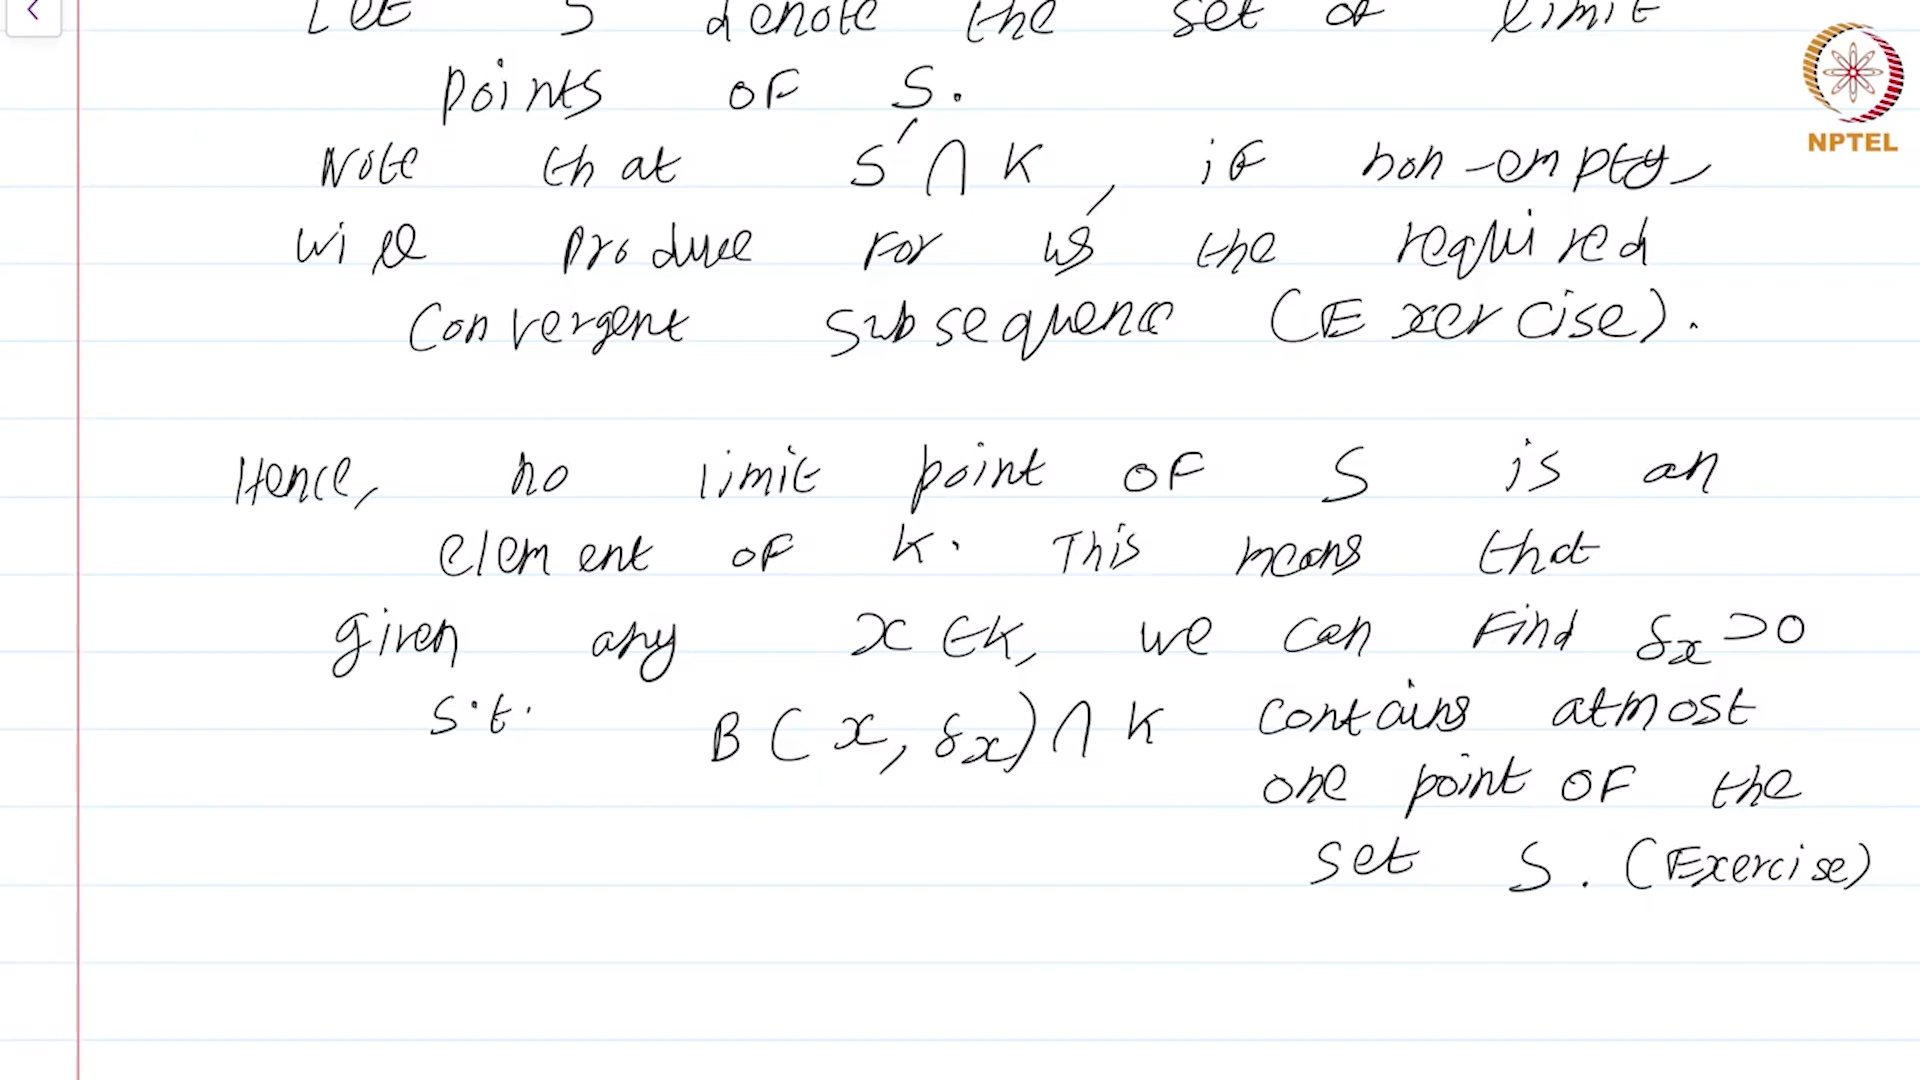 Let S denote the set of limit
points of S.
NPTEL
Note that S' ∩ K, if non-empty,
will produce for us the required
convergent subsequence (Exercise).
Hence, no limit point of S is an
element of K. This means that
given any x ∈ K, we can find δx > 0
s.t. B(x, δx) ∩ K contains atmost
one point of the
set S. (Exercise)